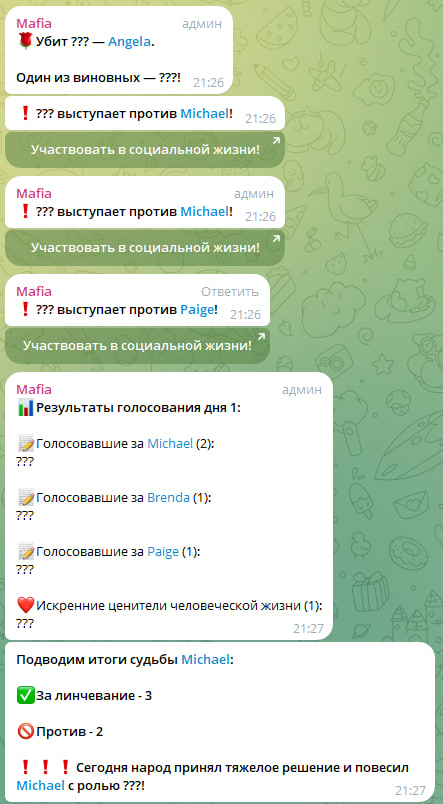 Mafia админ
Убит ??? — Angela.
Один из виновных — ???!
21:26
❗ ??? выступает против Michael!
21:26
Участвовать в социальной жизни!
Mafia админ
❗ ??? выступает против Michael!
21:26
Участвовать в социальной жизни!
Mafia Ответить
❗ ??? выступает против Paige!
21:26
Участвовать в социальной жизни!
Mafia админ
Результаты голосования дня 1:
Голосовавшие за Michael (2):
???
Голосовавшие за Brenda (1):
???
Голосовавшие за Paige (1):
???
Искренние ценители человеческой жизни (1):
???
21:27
Подводим итоги судьбы Michael:
За линчевание - 3
Против - 2
❗ ❗ ❗ Сегодня народ принял тяжелое решение и повесил
Michael с ролью ???!
21:27